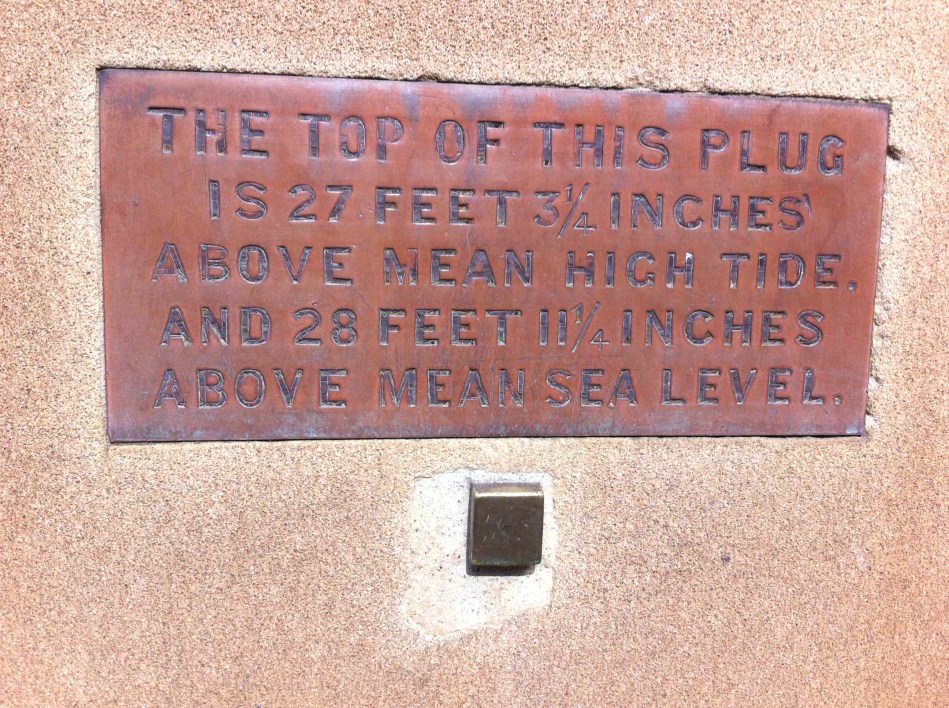 THE TOP OF THIS PLUG
IS 27 FEET 3¼ INCHES
ABOVE MEAN HIGH TIDE.
AND 28 FEET 11¼ INCHES
ABOVE MEAN SEA LEVEL.